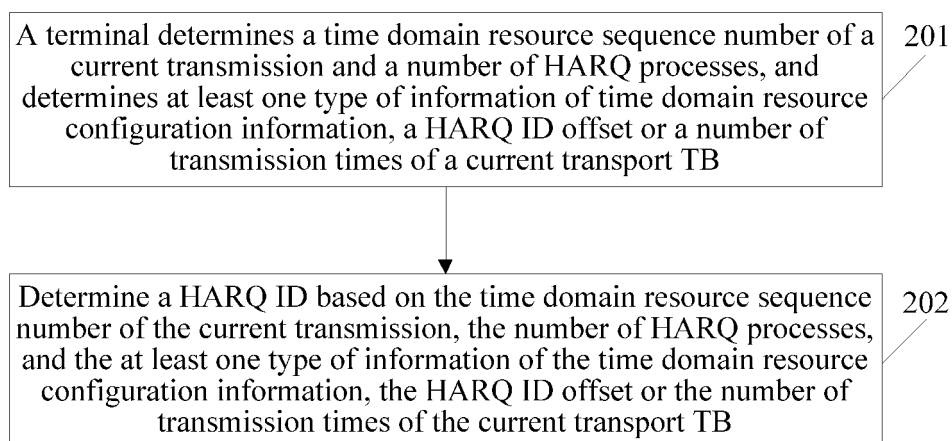 A terminal determines a time domain resource sequence number of a
current transmission and a number of HARQ processes, and
determines at least one type of information of time domain resource
configuration information, a HARQ ID offset or a number of
transmission times of a current transport TB
201
Determine a HARQ ID based on the time domain resource sequence
number of the current transmission, the number of HARQ processes,
and the at least one type of information of the time domain resource
configuration information, the HARQ ID offset or the number of
transmission times of the current transport TB
202